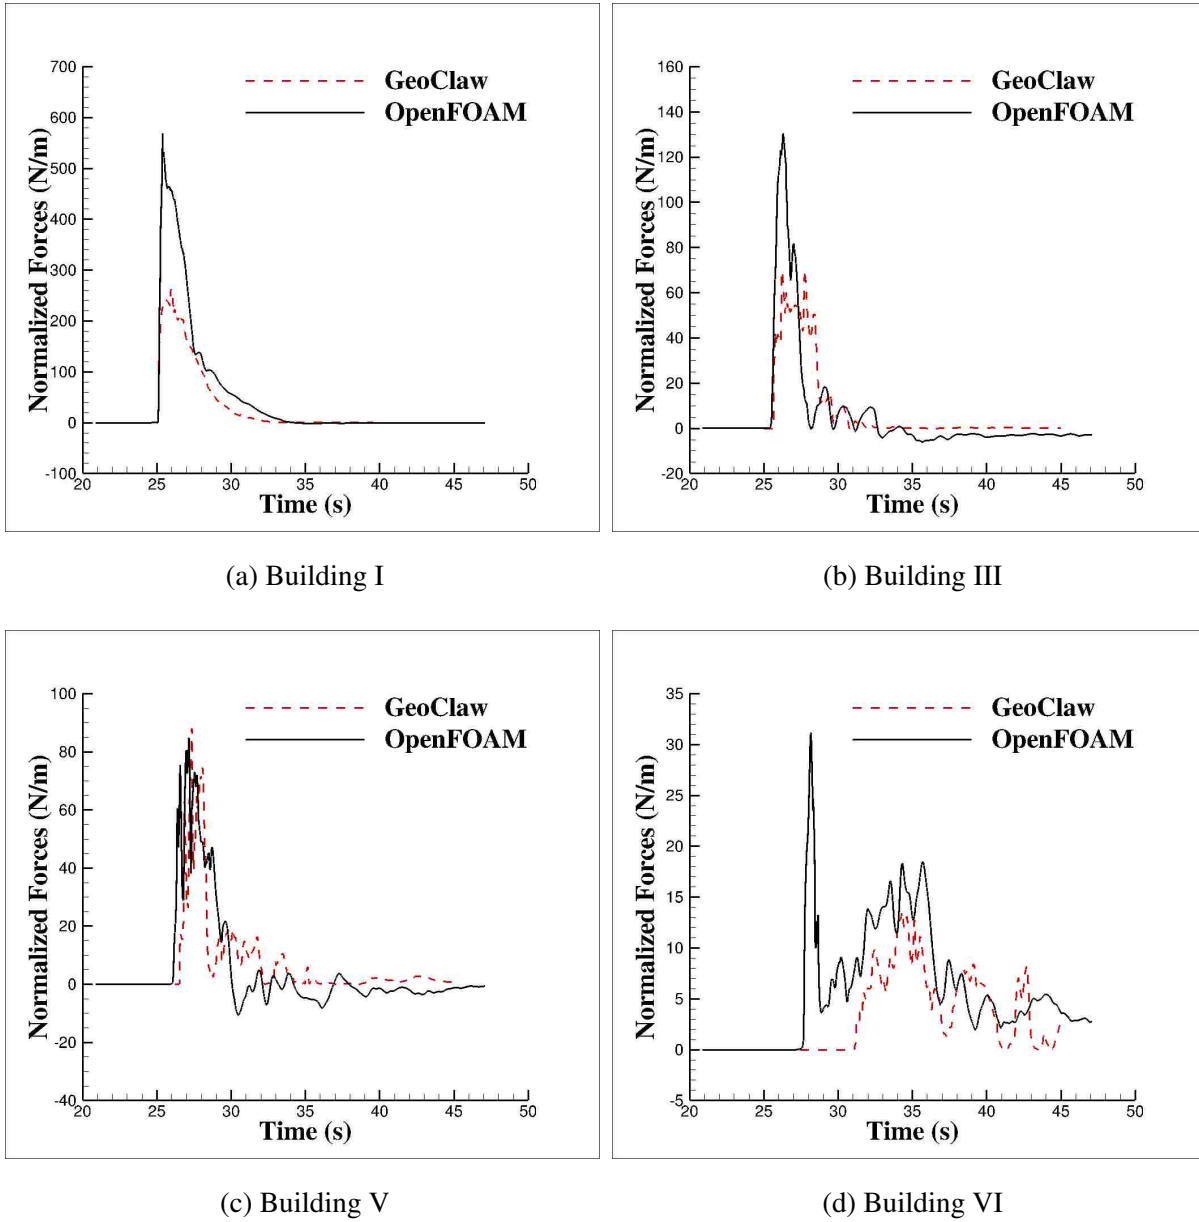 700
600
500
400
300
200
100
0
-100
20 25 30 35 40 45 50
Normalized Forces (N/m)
Time (s)
GeoClaw
OpenFOAM
(a) Building I
160
140
120
100
80
60
40
20
0
-20
20 25 30 35 40 45 50
Normalized Forces (N/m)
Time (s)
GeoClaw
OpenFOAM
(b) Building III
100
80
60
40
20
0
-20
-40
20 25 30 35 40 45 50
Normalized Forces (N/m)
Time (s)
GeoClaw
OpenFOAM
(c) Building V
35
30
25
20
15
10
5
0
-5
20 25 30 35 40 45 50
Normalized Forces (N/m)
Time (s)
GeoClaw
OpenFOAM
(d) Building VI